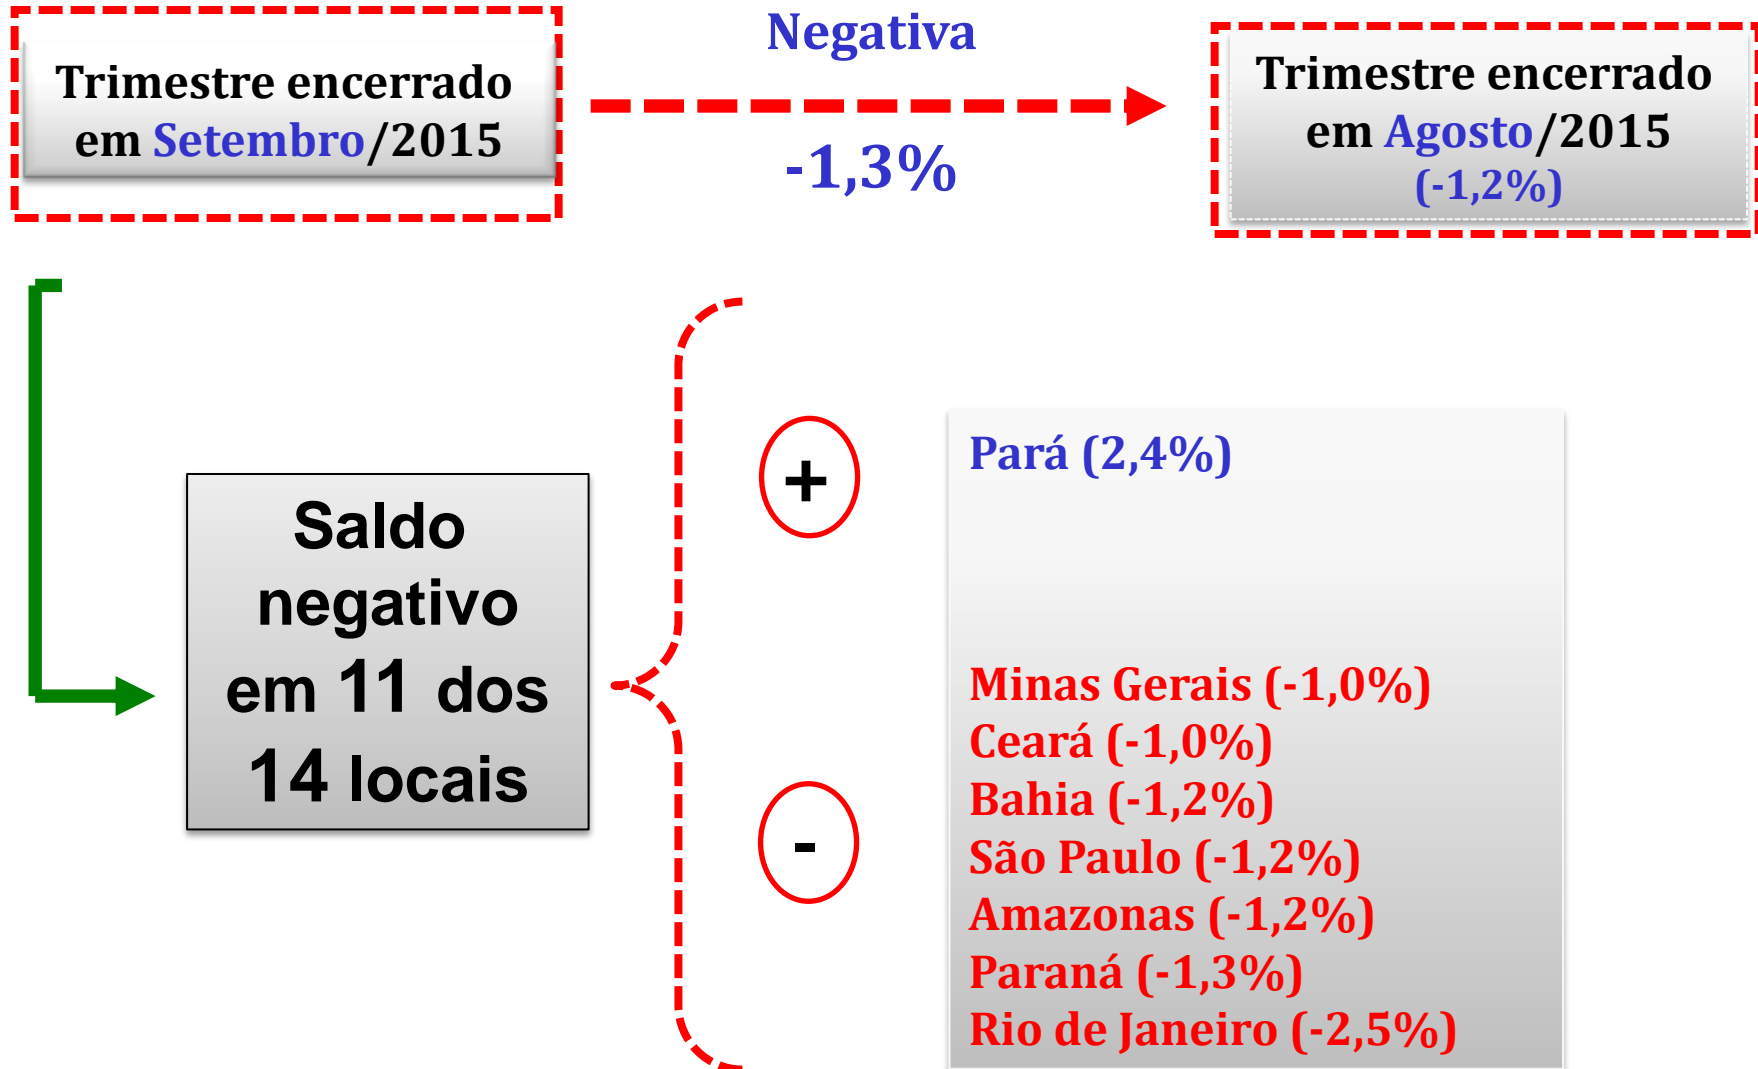 Trimestre encerrado
em Setembro/2015
Negativa
-1,3%
Trimestre encerrado
em Agosto/2015
(-1,2%)
Saldo
negativo
em 11 dos
14 locais
+
Pará (2,4%)
-
Minas Gerais (-1,0%)
Ceará (-1,0%)
Bahia (-1,2%)
São Paulo (-1,2%)
Amazonas (-1,2%)
Paraná (-1,3%)
Rio de Janeiro (-2,5%)